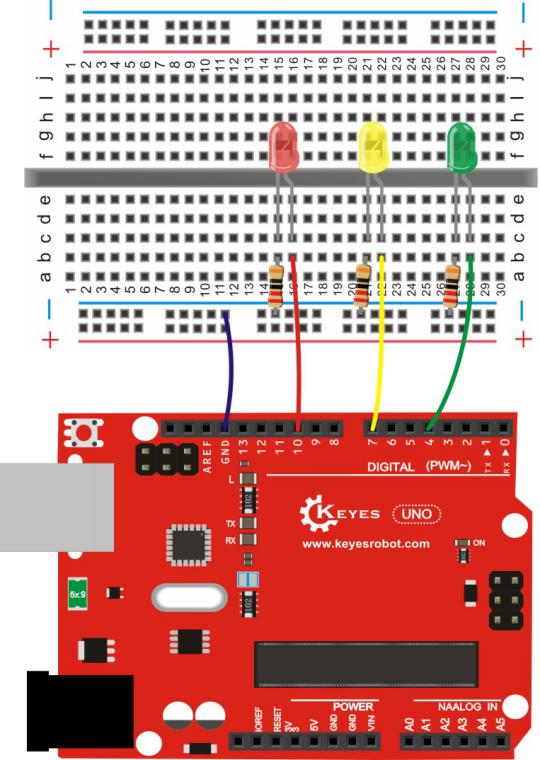 − −
+ +
1 2 3 4 5 6 7 8 9 10 11 12 13 14 15 16 17 18 19 20 21 22 23 24 25 26 27 28 29 30
j j
i i
h h
g g
f f
e e
d d
c c
b b
a a
1 2 3 4 5 6 7 8 9 10 11 12 13 14 15 16 17 18 19 20 21 22 23 24 25 26 27 28 29 30
− −
+ +
AREF GND 13 12 11 10 9 8 7 6 5 4 3 2 TX▶1 RX▶0
DIGITAL (PWM~)
L
102
KEYES UNO
TX
RX
www.keyesrobot.com
ON
102
POWER NAALOG IN
IOREF RESET 3V3 5V GND GND VIN A0 A1 A2 A3 A4 A5